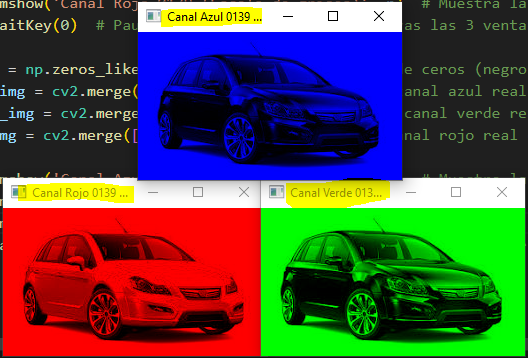 mshow('Canal Roj
# Muestra la
Canal Azul 0139 ...
aitKey(0) # Pau
as las 3 venta
= np.zeros_like
e ceros (negro
img = cv2.merge
anal azul real
_img = cv2.merge
canal verde re
mg = cv2.merge([
nal rojo real
# Muestra l
Canal Rojo 0139 ...
Canal Verde 013...